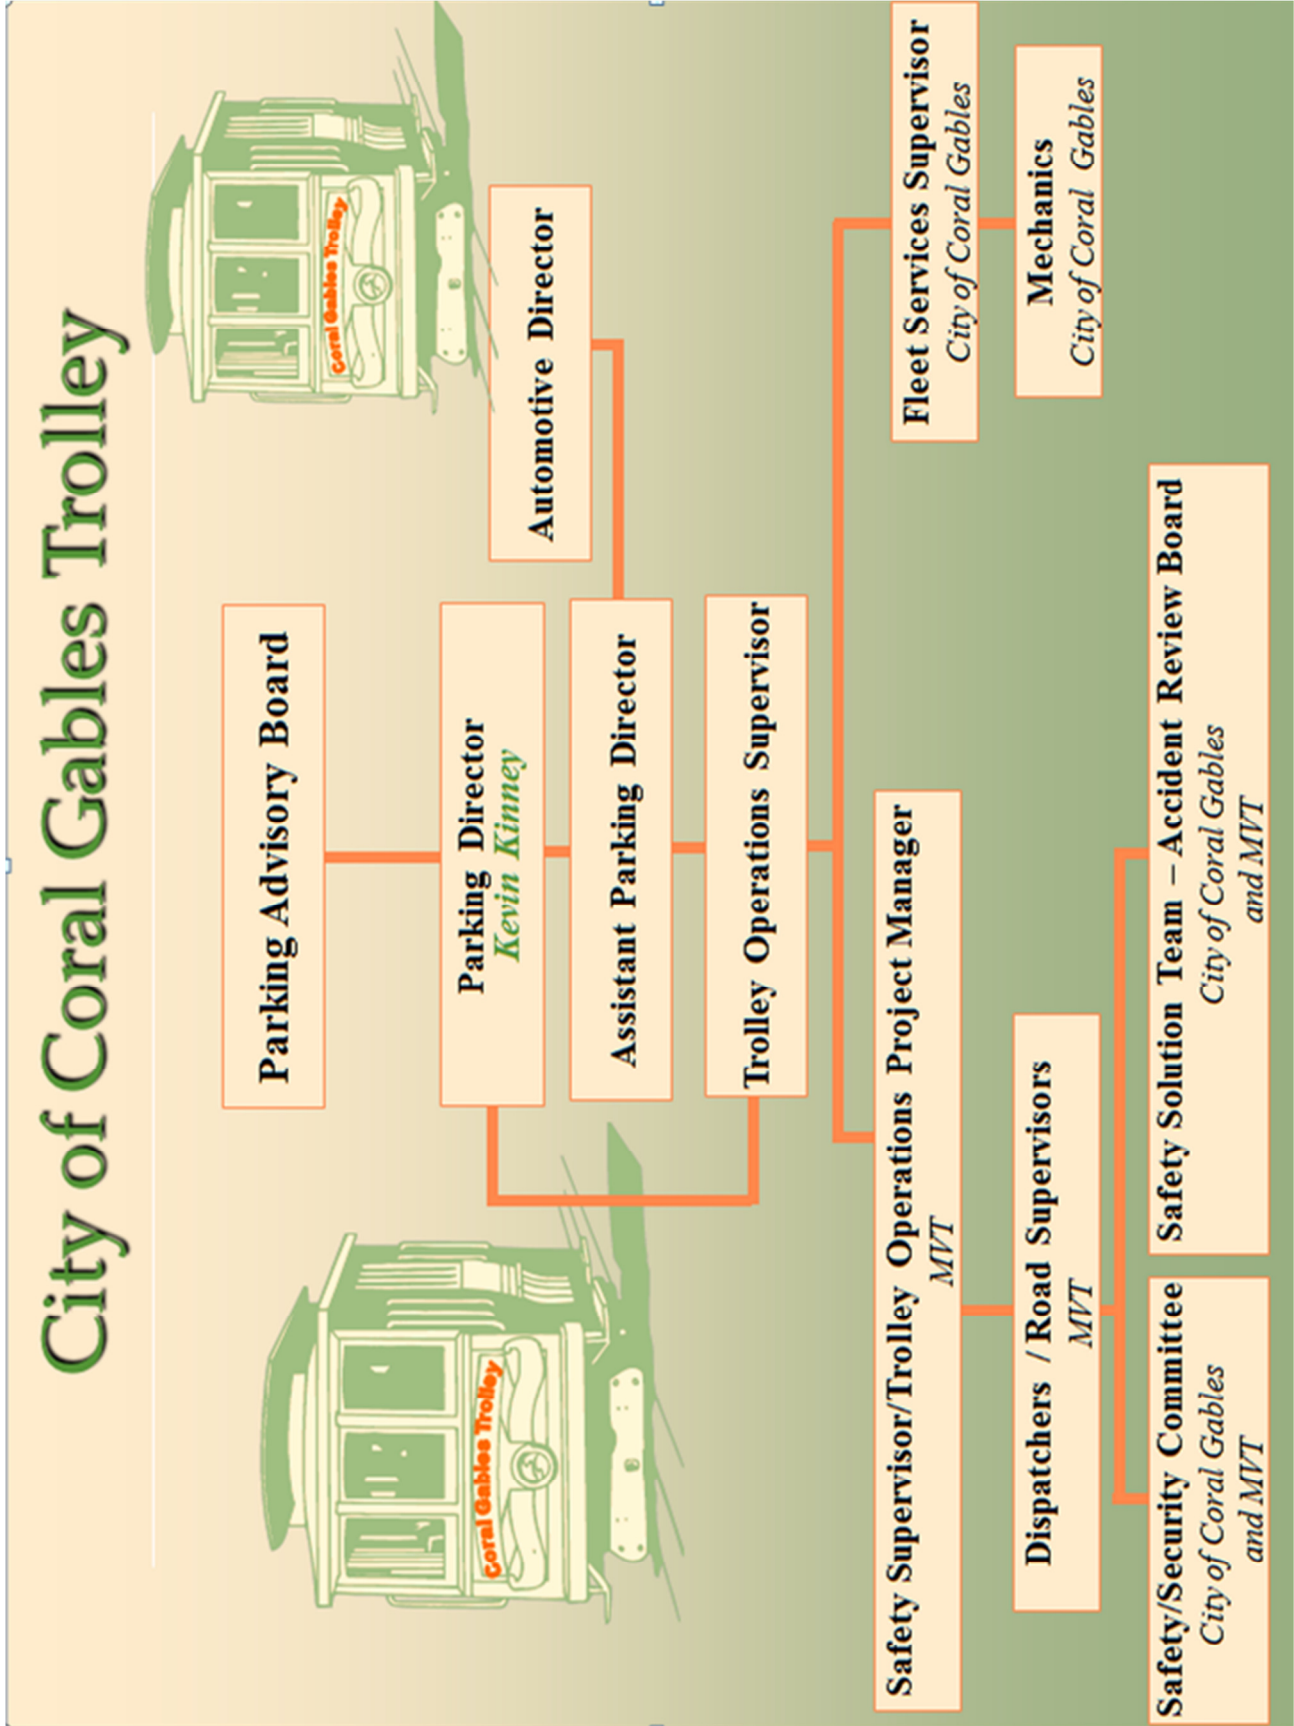 City of Coral Gables Trolley
Coral Gables Trolley
Coral Gables Trolley
Parking Advisory Board
Parking Director
Kevin Kinney
Automotive Director
Assistant Parking Director
Trolley Operations Supervisor
Safety Supervisor/Trolley Operations Project Manager
MVT
Fleet Services Supervisor
City of Coral Gables
Dispatchers / Road Supervisors
MVT
Mechanics
City of Coral Gables
Safety/Security Committee
City of Coral Gables
and MVT
Safety Solution Team – Accident Review Board
City of Coral Gables
and MVT